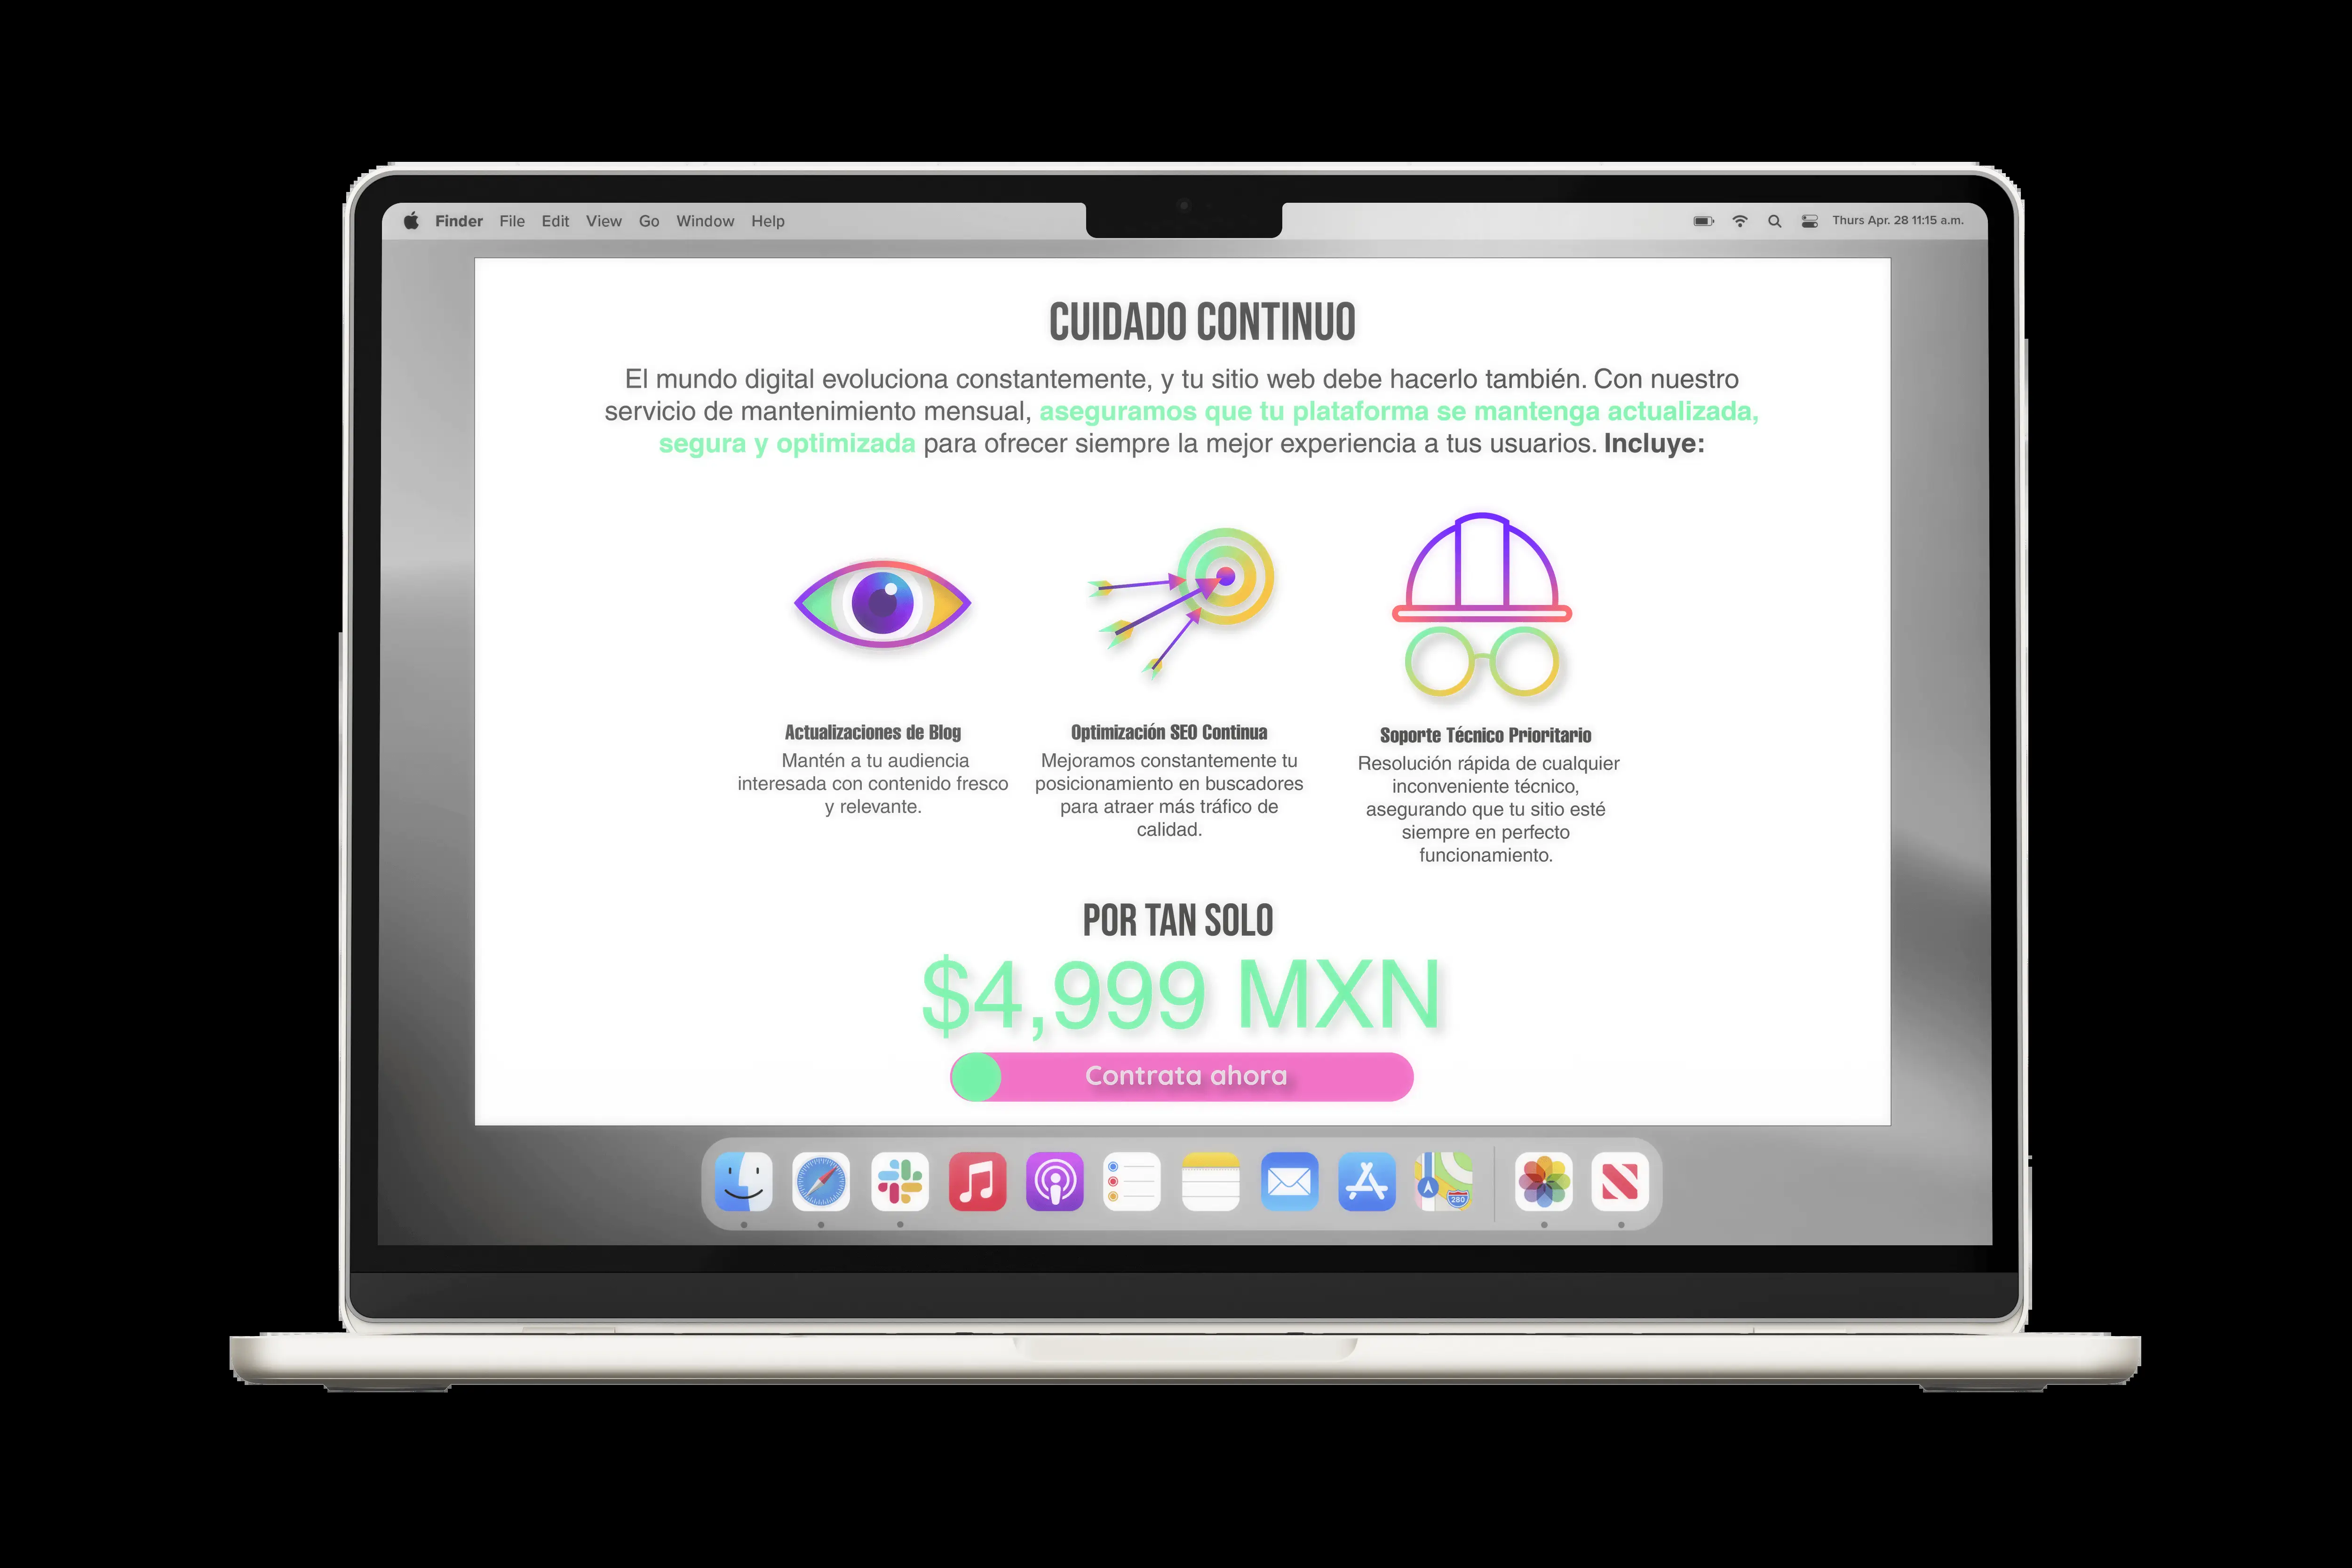 Finder File Edit View Go Window Help
Thurs Apr. 28 11:15 a.m.
CUIDADO CONTINUO
El mundo digital evoluciona constantemente, y tu sitio web debe hacerlo también. Con nuestro
servicio de mantenimiento mensual, aseguramos que tu plataforma se mantenga actualizada,
segura y optimizada para ofrecer siempre la mejor experiencia a tus usuarios. Incluye:
Actualizaciones de Blog
Mantén a tu audiencia
interesada con contenido fresco
y relevante.
Optimización SEO Continua
Mejoramos constantemente tu
posicionamiento en buscadores
para atraer más tráfico de
calidad.
Soporte Técnico Prioritario
Resolución rápida de cualquier
inconveniente técnico,
asegurando que tu sitio esté
siempre en perfecto
funcionamiento.
POR TAN SOLO
$4,999 MXN
Contrata ahora
280